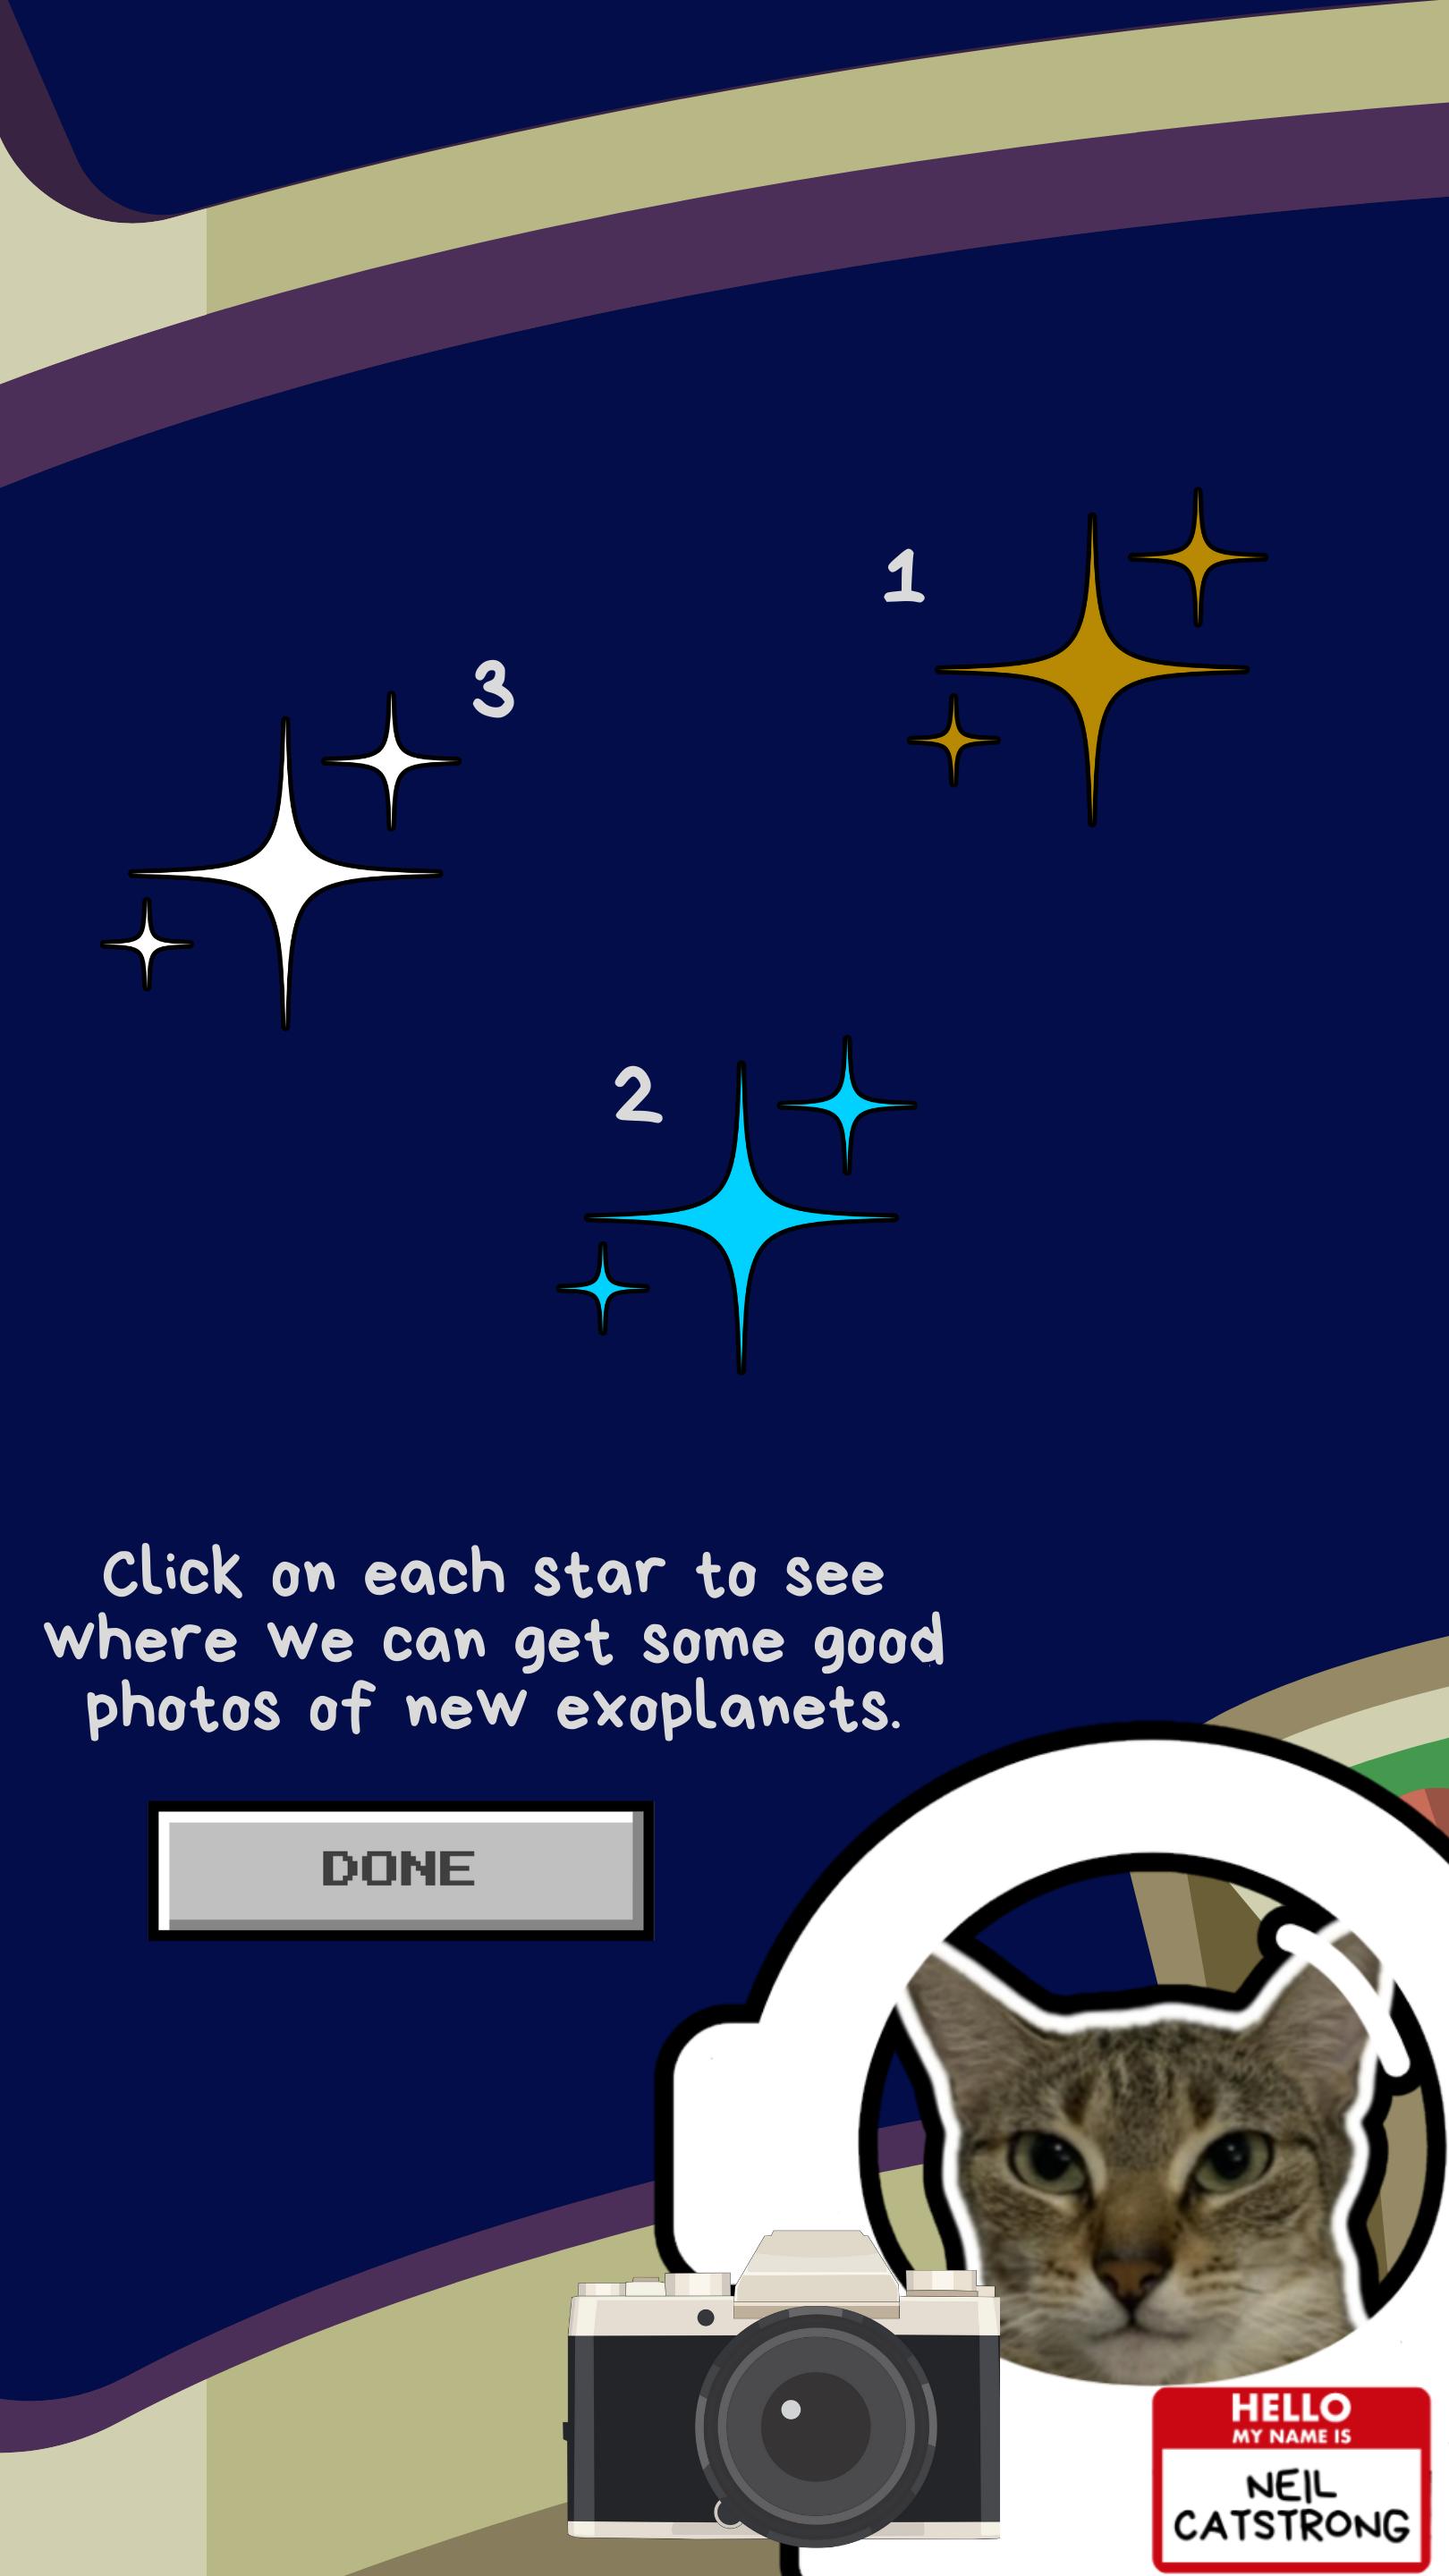 1
3
2
Click on each star to see
where we can get some good
photos of new exoplanets.
DONE
HELLO
MY NAME IS
NEIL
CATSTRONG